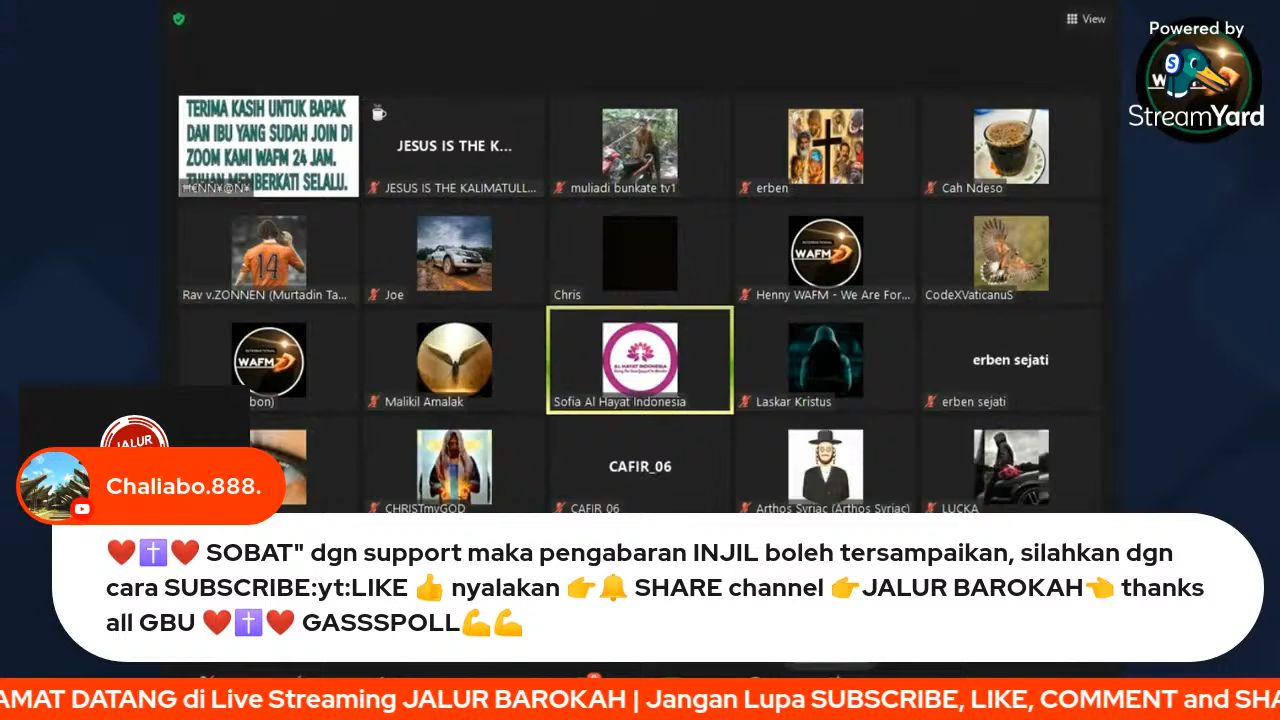 View
Powered by
StreamYard
TERIMA KASIH UNTUK BAPAK
DAN IBU YANG SUDAH JOIN DI
ZOOM KAMI WAFM 24 JAM.
TUHAN MEMBERKATI SELALU.
JESUS IS THE K...
JESUS IS THE KALIMATULL...
muliadi bunkate tv1
erben
Cah Ndeso
14
Rav v.ZONNEN (Murtadin Ta...
Joe
Chris
INTERNATIONAL
WAFM
Henny WAFM - We Are For...
CodeXVaticanuS
INTERNATIONAL
WAFM
bon)
Malikil Amalak
AL HAYAT INDONESIA
Sofia Al Hayat Indonesia
Laskar Kristus
erben sejati
erben sejati
JALUR
CHRISTmyGOD
CAFIR_06
CAFIR_06
Arthos Syriac (Arthos Syriac)
LUCKA
Chaliabo.888.
❤️✝️❤️ SOBAT" dgn support maka pengabaran INJIL boleh tersampaikan, silahkan dgn
cara SUBSCRIBE:yt:LIKE 👍 nyalakan 👉🔔 SHARE channel 👉JALUR BAROKAH👈 thanks
all GBU ❤️✝️❤️ GASSSPOLL💪💪
AMAT DATANG di Live Streaming JALUR BAROKAH | Jangan Lupa SUBSCRIBE, LIKE, COMMENT and SHA